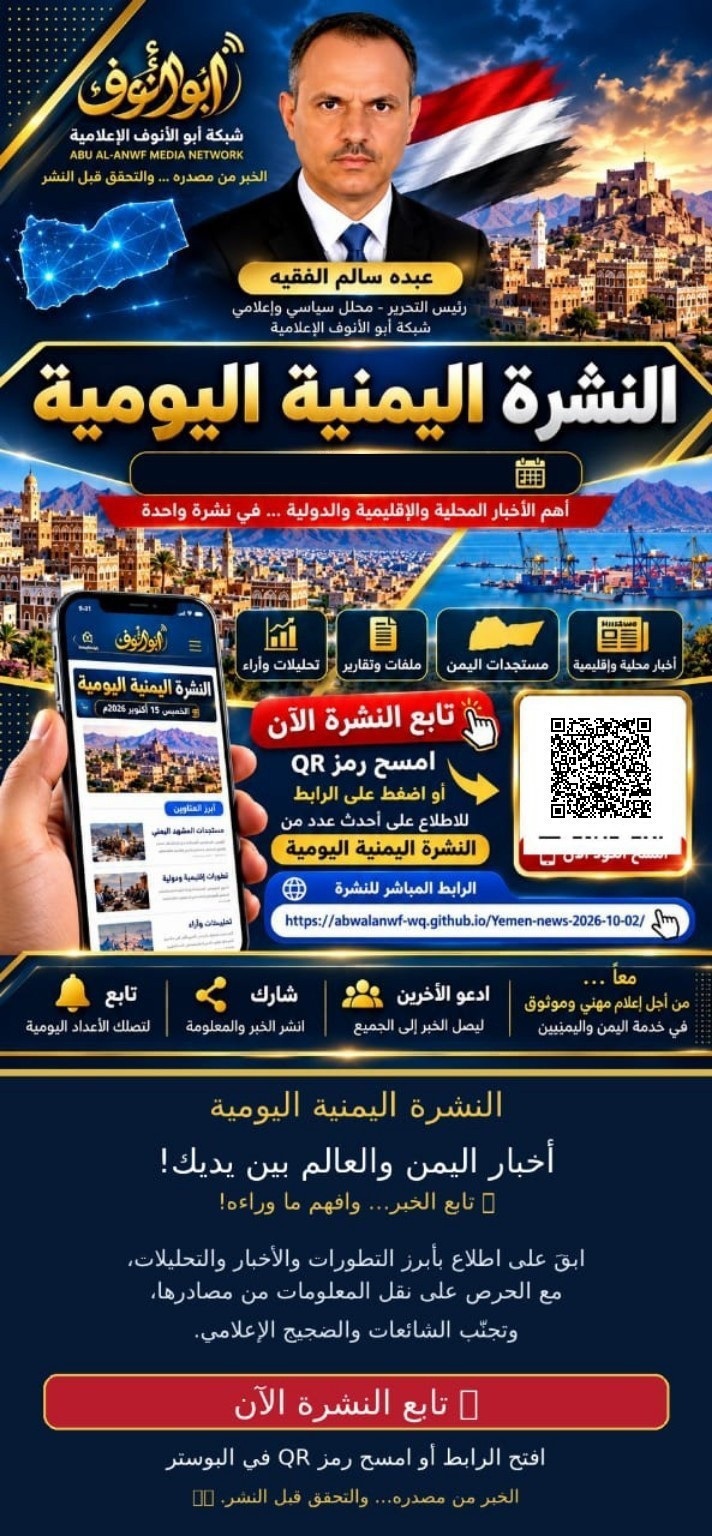 أبو الأنوف
شبكة أبو الأنوف الإعلامية
ABU AL-ANWF MEDIA NETWORK
الخبر من مصدره ... والتحقق قبل النشر
عبده سالم الفقيه
رئيس التحرير - محلل سياسي وإعلامي
شبكة أبو الأنوف الإعلامية
النشرة اليمنية اليومية
أهم الأخبار المحلية والإقليمية والدولية ... في نشرة واحدة
أخبار محلية وإقليمية
مستجدات اليمن
ملفات وتقارير
تحليلات وآراء
9:31
أبو الأنوف
النشرة اليمنية اليومية
الخميس 15 أكتوبر 2026م
أبرز العناوين
مستجدات المشهد اليمني
تطورات إقليمية ودولية
تحليلات وآراء
تابع النشرة الآن
امسح رمز QR
أو اضغط على الرابط
للاطلاع على أحدث عدد من
النشرة اليمنية اليومية
الرابط المباشر للنشرة
https://abwalanwf-wq.github.io/Yemen-news-2026-10-02/
معاً ...
من أجل إعلام مهني وموثوق
في خدمة اليمن واليمنيين
ادعو الأخرين
ليصل الخبر إلى الجميع
شارك
انشر الخبر والمعلومة
تابع
لتصلك الأعداد اليومية
النشرة اليمنية اليومية
أخبار اليمن والعالم بين يديك!
تابع الخبر... وافهم ما وراءه!
ابقَ على اطلاع بأبرز التطورات والأخبار والتحليلات،
مع الحرص على نقل المعلومات من مصادرها،
وتجنّب الشائعات والضجيج الإعلامي.
تابع النشرة الآن
افتح الرابط أو امسح رمز QR في البوستر
الخبر من مصدره... والتحقق قبل النشر.